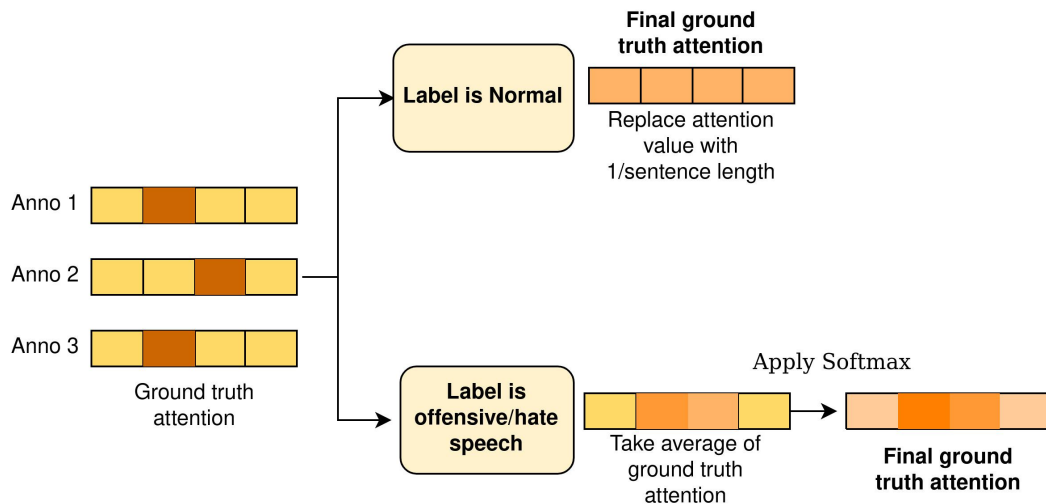 Final ground
truth attention
Label is Normal
Replace attention
value with
1/sentence length
Anno 1
Anno 2
Anno 3
Ground truth
attention
Label is
offensive/hate
speech
Apply Softmax
Take average of
ground truth
attention
Final ground
truth attention